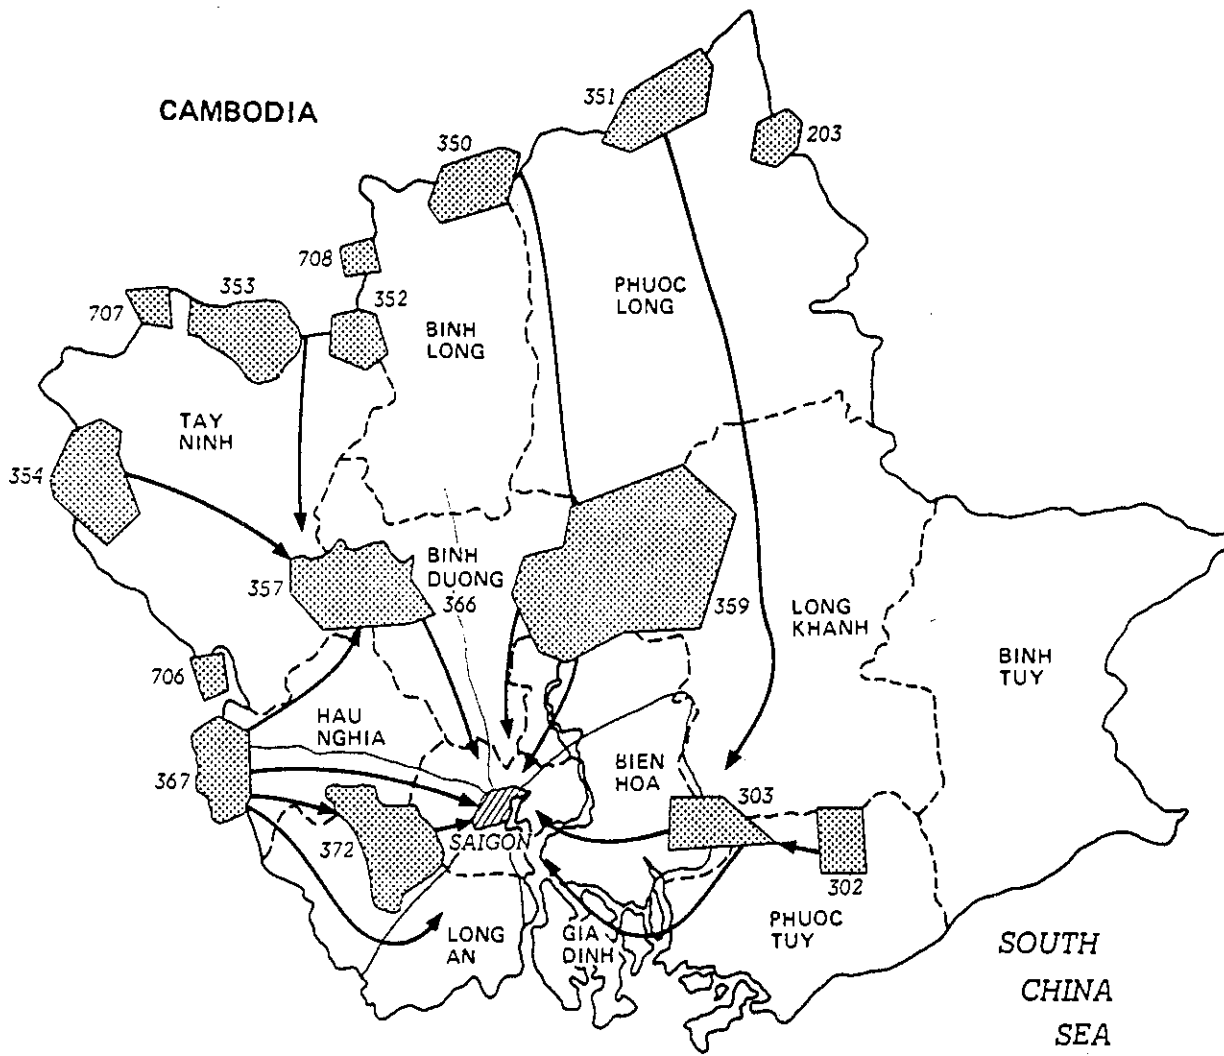 351
CAMBODIA
203
350
708
353
352
707
PHUOC
LONG
BINH
LONG
TAY
NINH
354
BINH
DUONG
357
366
359
LONG
KHANH
BINH
TUY
706
HAU
NGHIA
BIEN
HOA
367
303
372
SAIGON
302
PHUOC
TUY
LONG
AN
GIA
DINH
SOUTH
CHINA
SEA